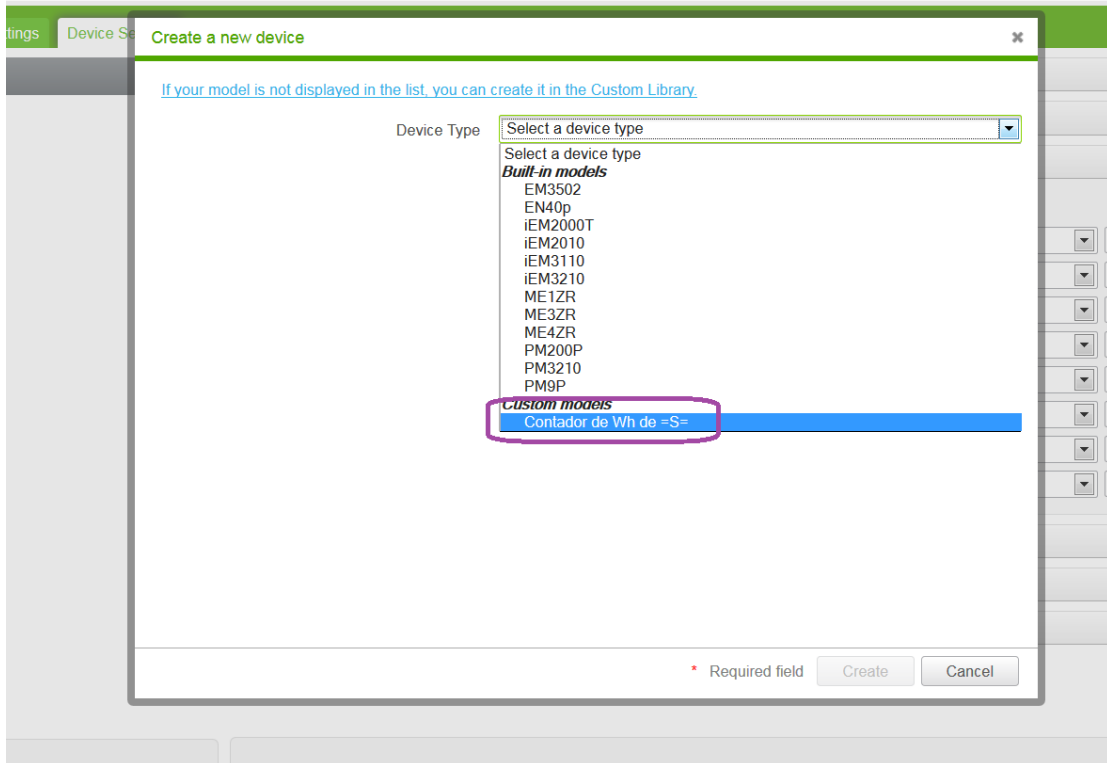 ttings
Device Se
Create a new device
If your model is not displayed in the list, you can create it in the Custom Library.
Device Type
Select a device type
Select a device type
Built-in models
EM3502
EN40p
iEM2000T
iEM2010
iEM3110
iEM3210
ME1ZR
ME3ZR
ME4ZR
PM200P
PM3210
PM9P
Custom models
Contador de Wh de =S=
* Required field
Create
Cancel